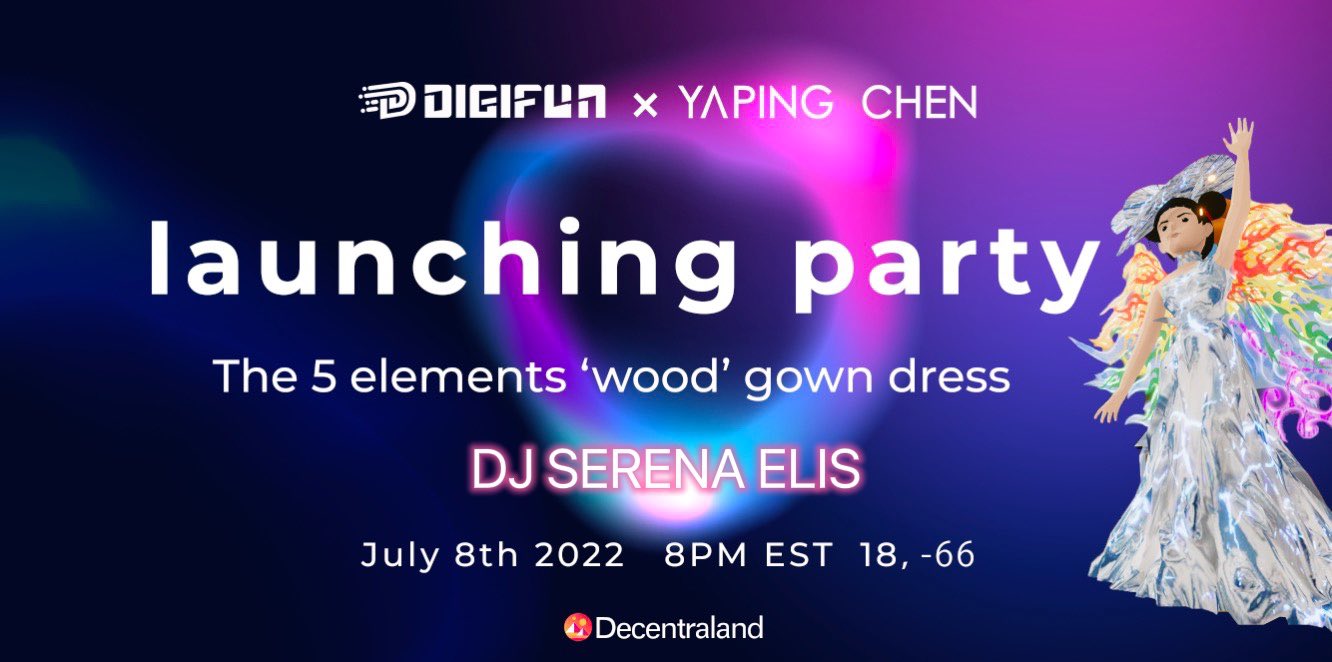 DIGIFUN × YAPING CHEN
launching party
The 5 elements ‘wood’ gown dress
DJ SERENA ELIS
July 8th 2022 8PM EST 18, -66
Decentraland